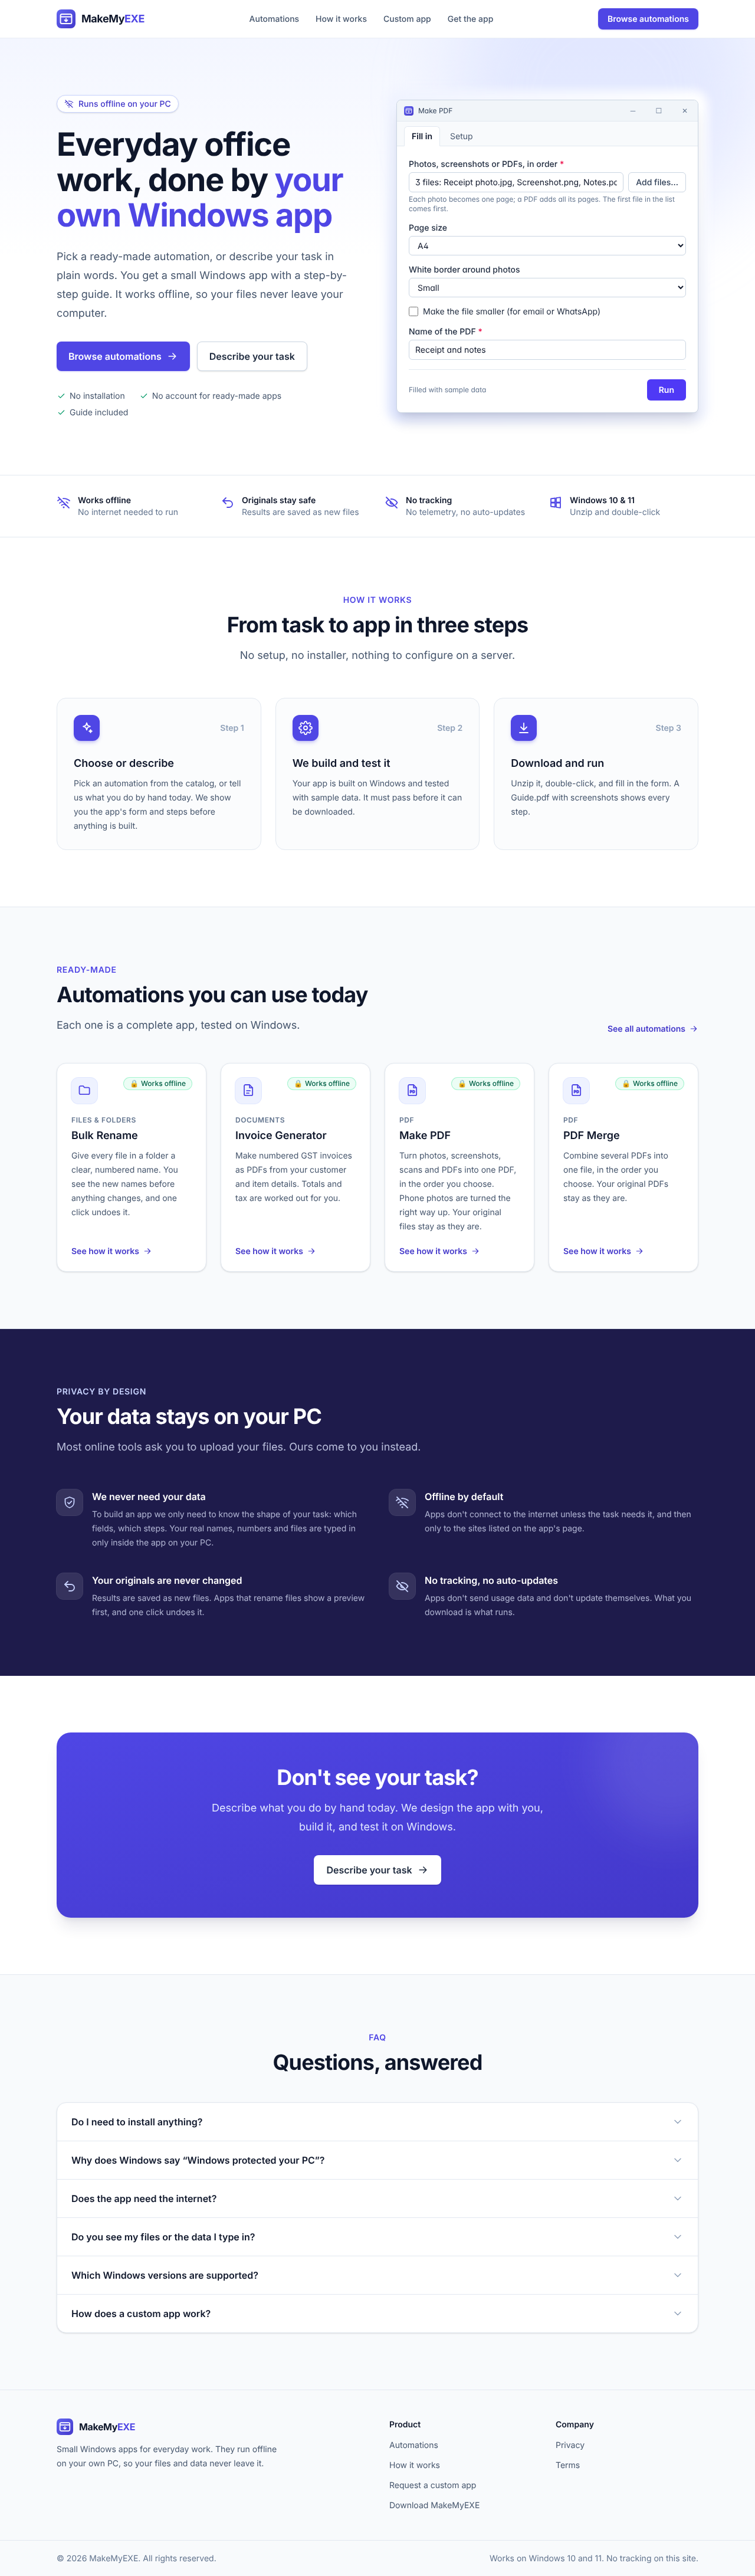 MakeMyEXE
Automations
How it works
Custom app
Get the app
Browse automations
Runs offline on your PC
Everyday office
work, done by your
own Windows app
Pick a ready-made automation, or describe your task in
plain words. You get a small Windows app with a step-by-
step guide. It works offline, so your files never leave your
computer.
Browse automations
Describe your task
No installation
No account for ready-made apps
Guide included
Make PDF
Fill in
Setup
Photos, screenshots or PDFs, in order *
3 files: Receipt photo.jpg, Screenshot.png, Notes.pc
Add files...
Each photo becomes one page; a PDF adds all its pages. The first file in the list
comes first.
Page size
A4
White border around photos
Small
Make the file smaller (for email or WhatsApp)
Name of the PDF *
Receipt and notes
Filled with sample data
Run
Works offline
No internet needed to run
Originals stay safe
Results are saved as new files
No tracking
No telemetry, no auto-updates
Windows 10 & 11
Unzip and double-click
HOW IT WORKS
From task to app in three steps
No setup, no installer, nothing to configure on a server.
Step 1
Choose or describe
Pick an automation from the catalog, or tell
us what you do by hand today. We show
you the app's form and steps before
anything is built.
Step 2
We build and test it
Your app is built on Windows and tested
with sample data. It must pass before it can
be downloaded.
Step 3
Download and run
Unzip it, double-click, and fill in the form. A
Guide.pdf with screenshots shows every
step.
READY-MADE
Automations you can use today
Each one is a complete app, tested on Windows.
See all automations
Works offline
FILES & FOLDERS
Bulk Rename
Give every file in a folder a
clear, numbered name. You
see the new names before
anything changes, and one
click undoes it.
See how it works
Works offline
DOCUMENTS
Invoice Generator
Make numbered GST invoices
as PDFs from your customer
and item details. Totals and
tax are worked out for you.
See how it works
Works offline
PDF
Make PDF
Turn photos, screenshots,
scans and PDFs into one PDF,
in the order you choose.
Phone photos are turned the
right way up. Your original
files stay as they are.
See how it works
Works offline
PDF
PDF Merge
Combine several PDFs into
one file, in the order you
choose. Your original PDFs
stay as they are.
See how it works
PRIVACY BY DESIGN
Your data stays on your PC
Most online tools ask you to upload your files. Ours come to you instead.
We never need your data
To build an app we only need to know the shape of your task: which
fields, which steps. Your real names, numbers and files are typed in
only inside the app on your PC.
Offline by default
Apps don't connect to the internet unless the task needs it, and then
only to the sites listed on the app's page.
Your originals are never changed
Results are saved as new files. Apps that rename files show a preview
first, and one click undoes it.
No tracking, no auto-updates
Apps don't send usage data and don't update themselves. What you
download is what runs.
Don't see your task?
Describe what you do by hand today. We design the app with you,
build it, and test it on Windows.
Describe your task
FAQ
Questions, answered
Do I need to install anything?
Why does Windows say “Windows protected your PC”?
Does the app need the internet?
Do you see my files or the data I type in?
Which Windows versions are supported?
How does a custom app work?
MakeMyEXE
Small Windows apps for everyday work. They run offline
on your own PC, so your files and data never leave it.
Product
Automations
How it works
Request a custom app
Download MakeMyEXE
Company
Privacy
Terms
© 2026 MakeMyEXE. All rights reserved.
Works on Windows 10 and 11. No tracking on this site.